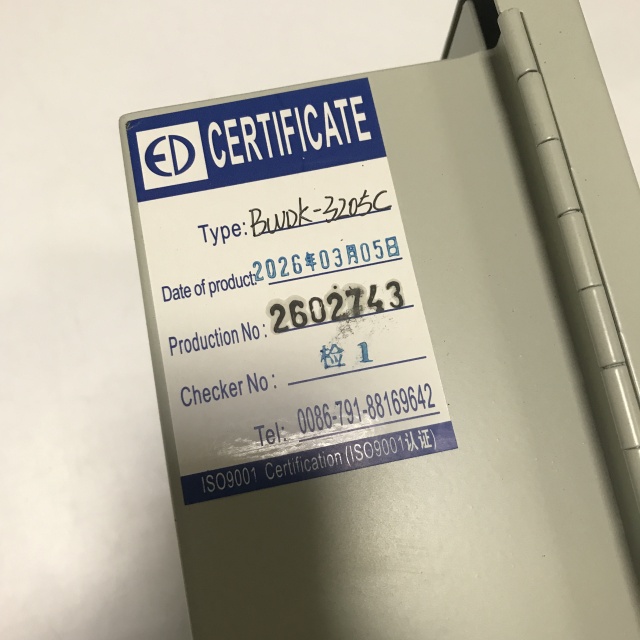 ED CERTIFICATE
Type: BWDK-3205C
Date of product: 2026年03月05日
Production No: 2602743
Checker No: 检 1
Tel: 0086-791-88169642
ISO9001 Certification (ISO9001认证)